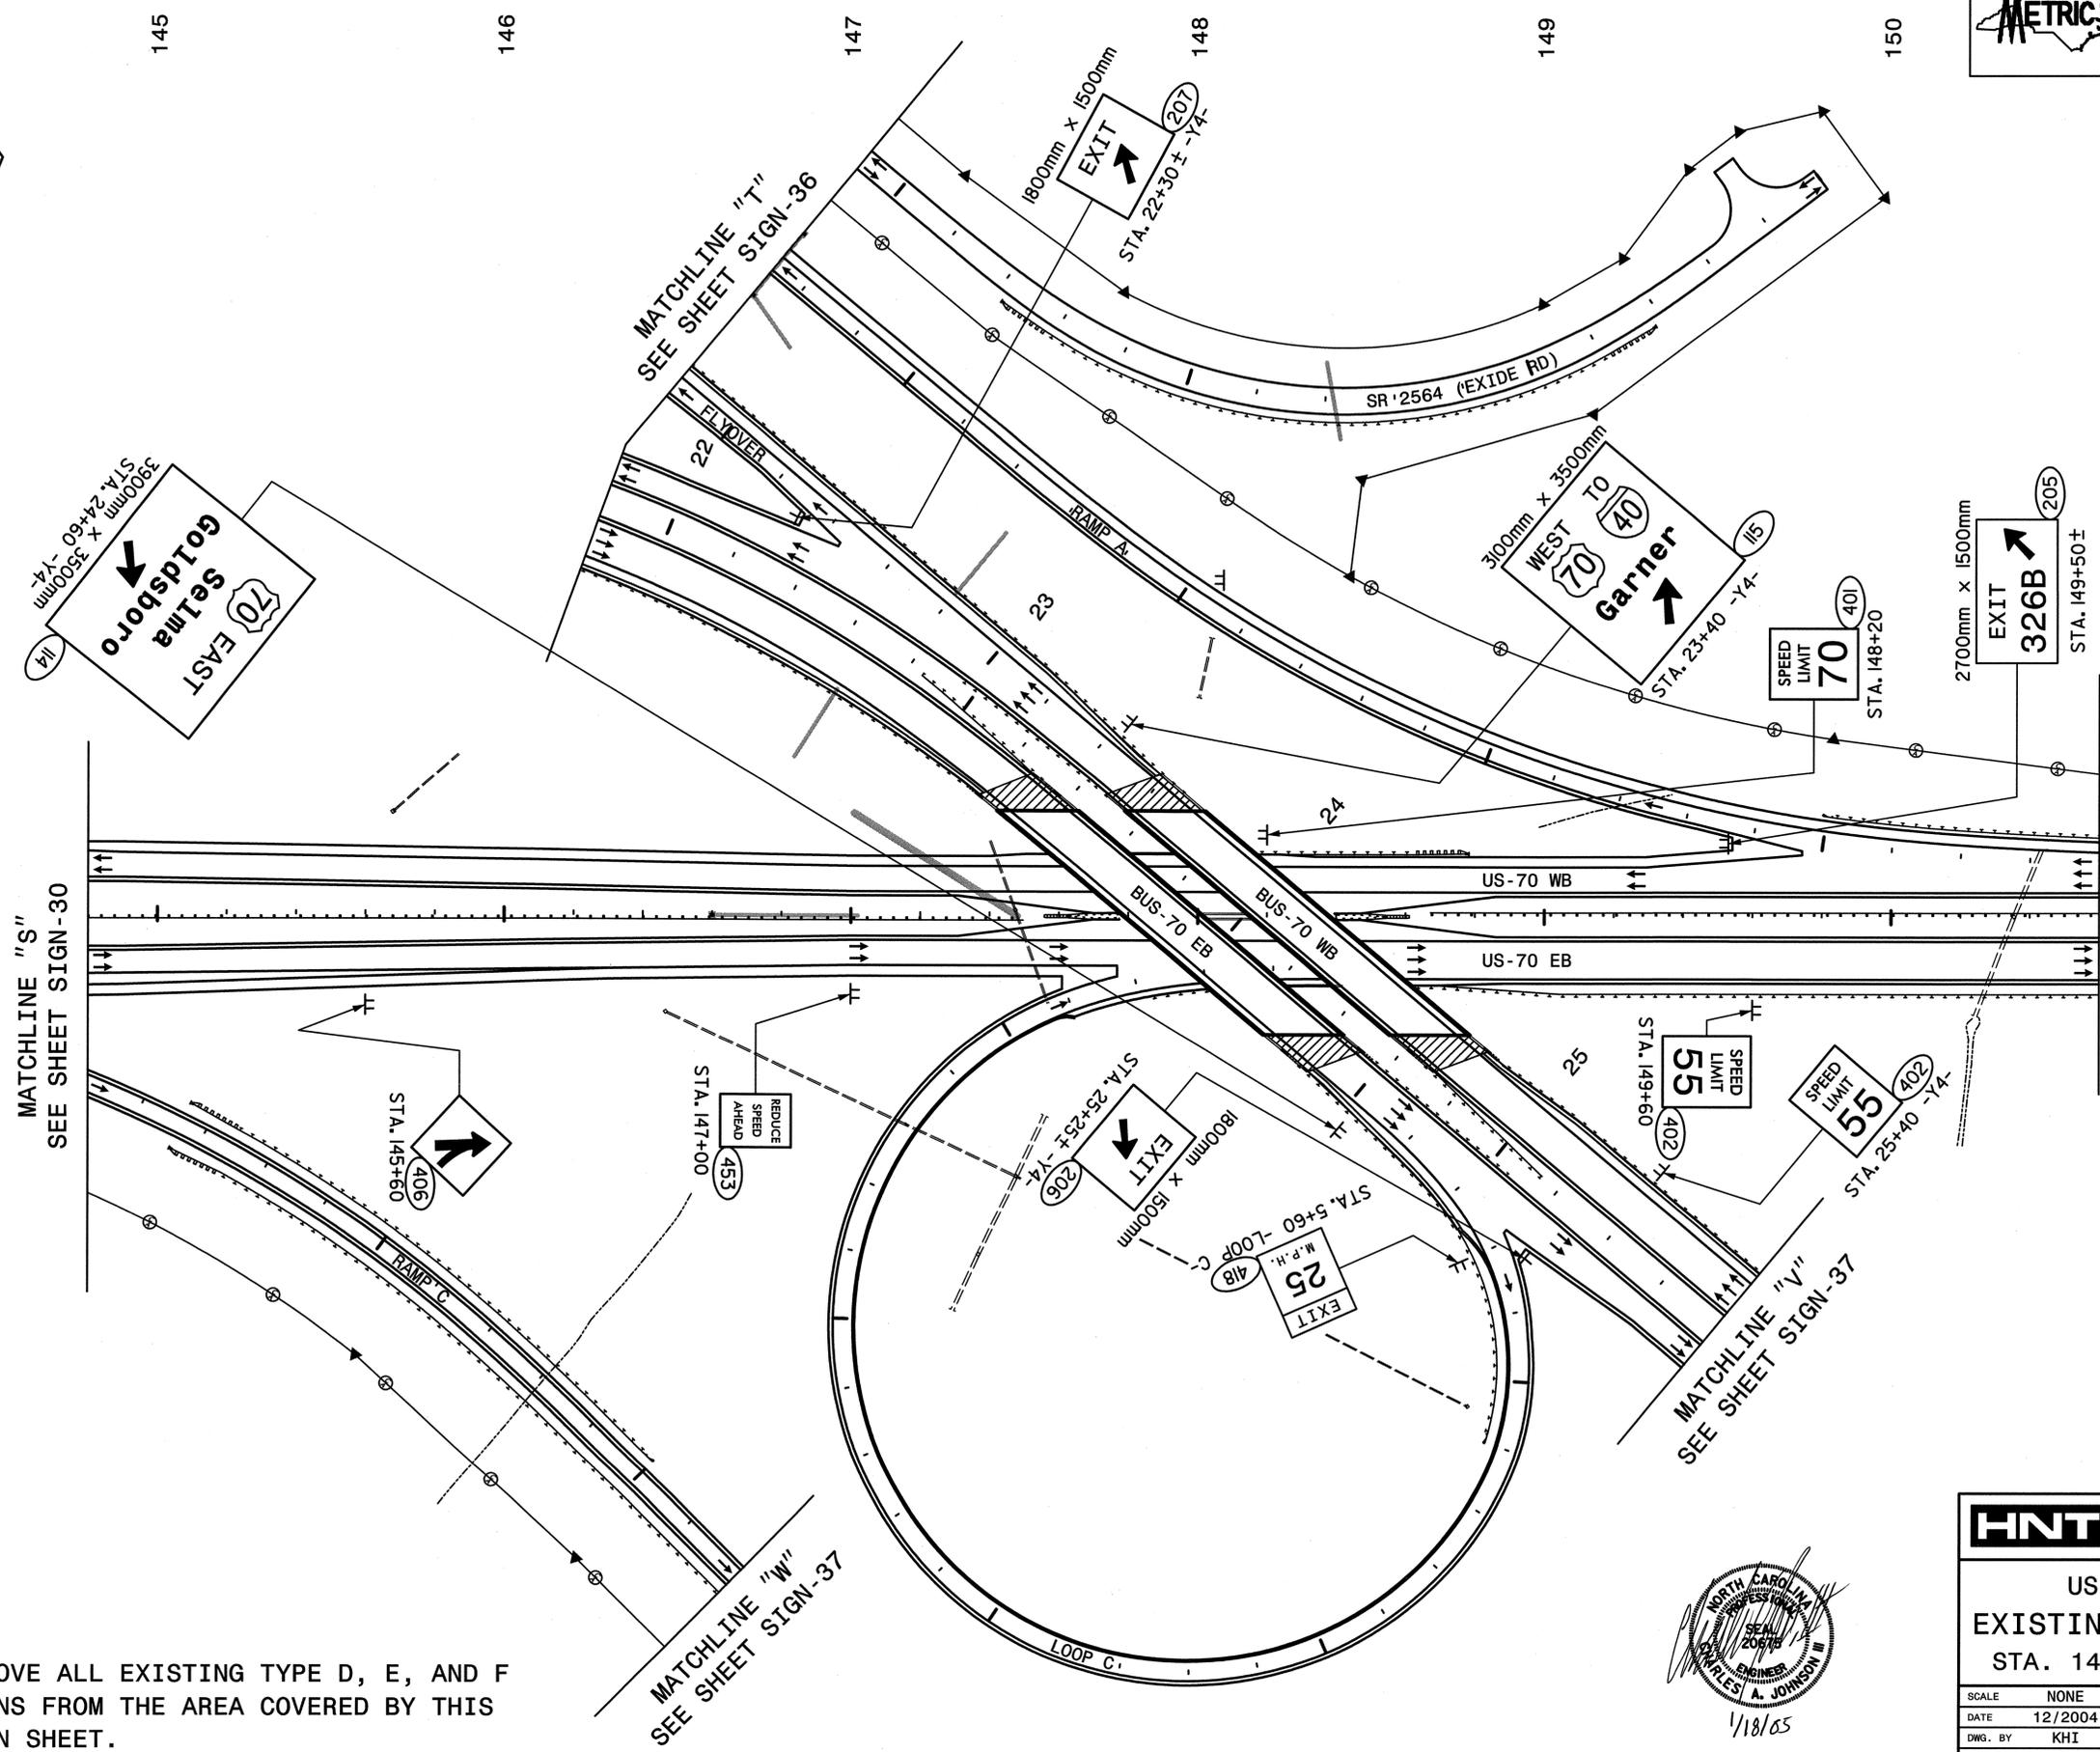 145
146
147
148
149
150
METRIC
MATCHLINE "T"
SEE SHEET SIGN-36
1800mm x 1500mm
EXIT
207
STA. 22+30± -Y4-
SR 2564 (EXIDE RD)
FLYOVER
22
RAMP A
23
24
25
3900mm x 3500mm
STA. 24+60 -Y4-
70 EAST
Selma
Goldsboro
114
3100mm x 3500mm
WEST TO
70 40
Garner
115
STA. 23+40 -Y4-
SPEED
LIMIT
70
401
STA. 148+20
2700mm x 1500mm
EXIT
326B
205
STA. 149+50±
MATCHLINE "S"
SEE SHEET SIGN-30
US-70 WB
US-70 EB
BUS-70 EB
BUS-70 WB
STA. 145+60
406
STA. 147+00
REDUCE
SPEED
AHEAD
453
STA. 25+25± -Y4-
EXIT
206
1800mm x 1500mm
STA. 5+60 -LOOP C-
EXIT
25
M.P.H.
418
STA. 149+60
SPEED
LIMIT
55
402
SPEED
LIMIT
55
402
STA. 25+40 -Y4-
RAMP C
LOOP C
MATCHLINE "V"
SEE SHEET SIGN-37
MATCHLINE "W"
SEE SHEET SIGN-37
OVE ALL EXISTING TYPE D, E, AND F
NS FROM THE AREA COVERED BY THIS
N SHEET.
NORTH CAROLINA
PROFESSIONAL
SEAL
20675
ENGINEER
CHARLES A. JOHNSON III
1/18/05
HNT
US
EXISTIN
STA. 14
SCALE NONE
DATE 12/2004
DWG. BY KHI